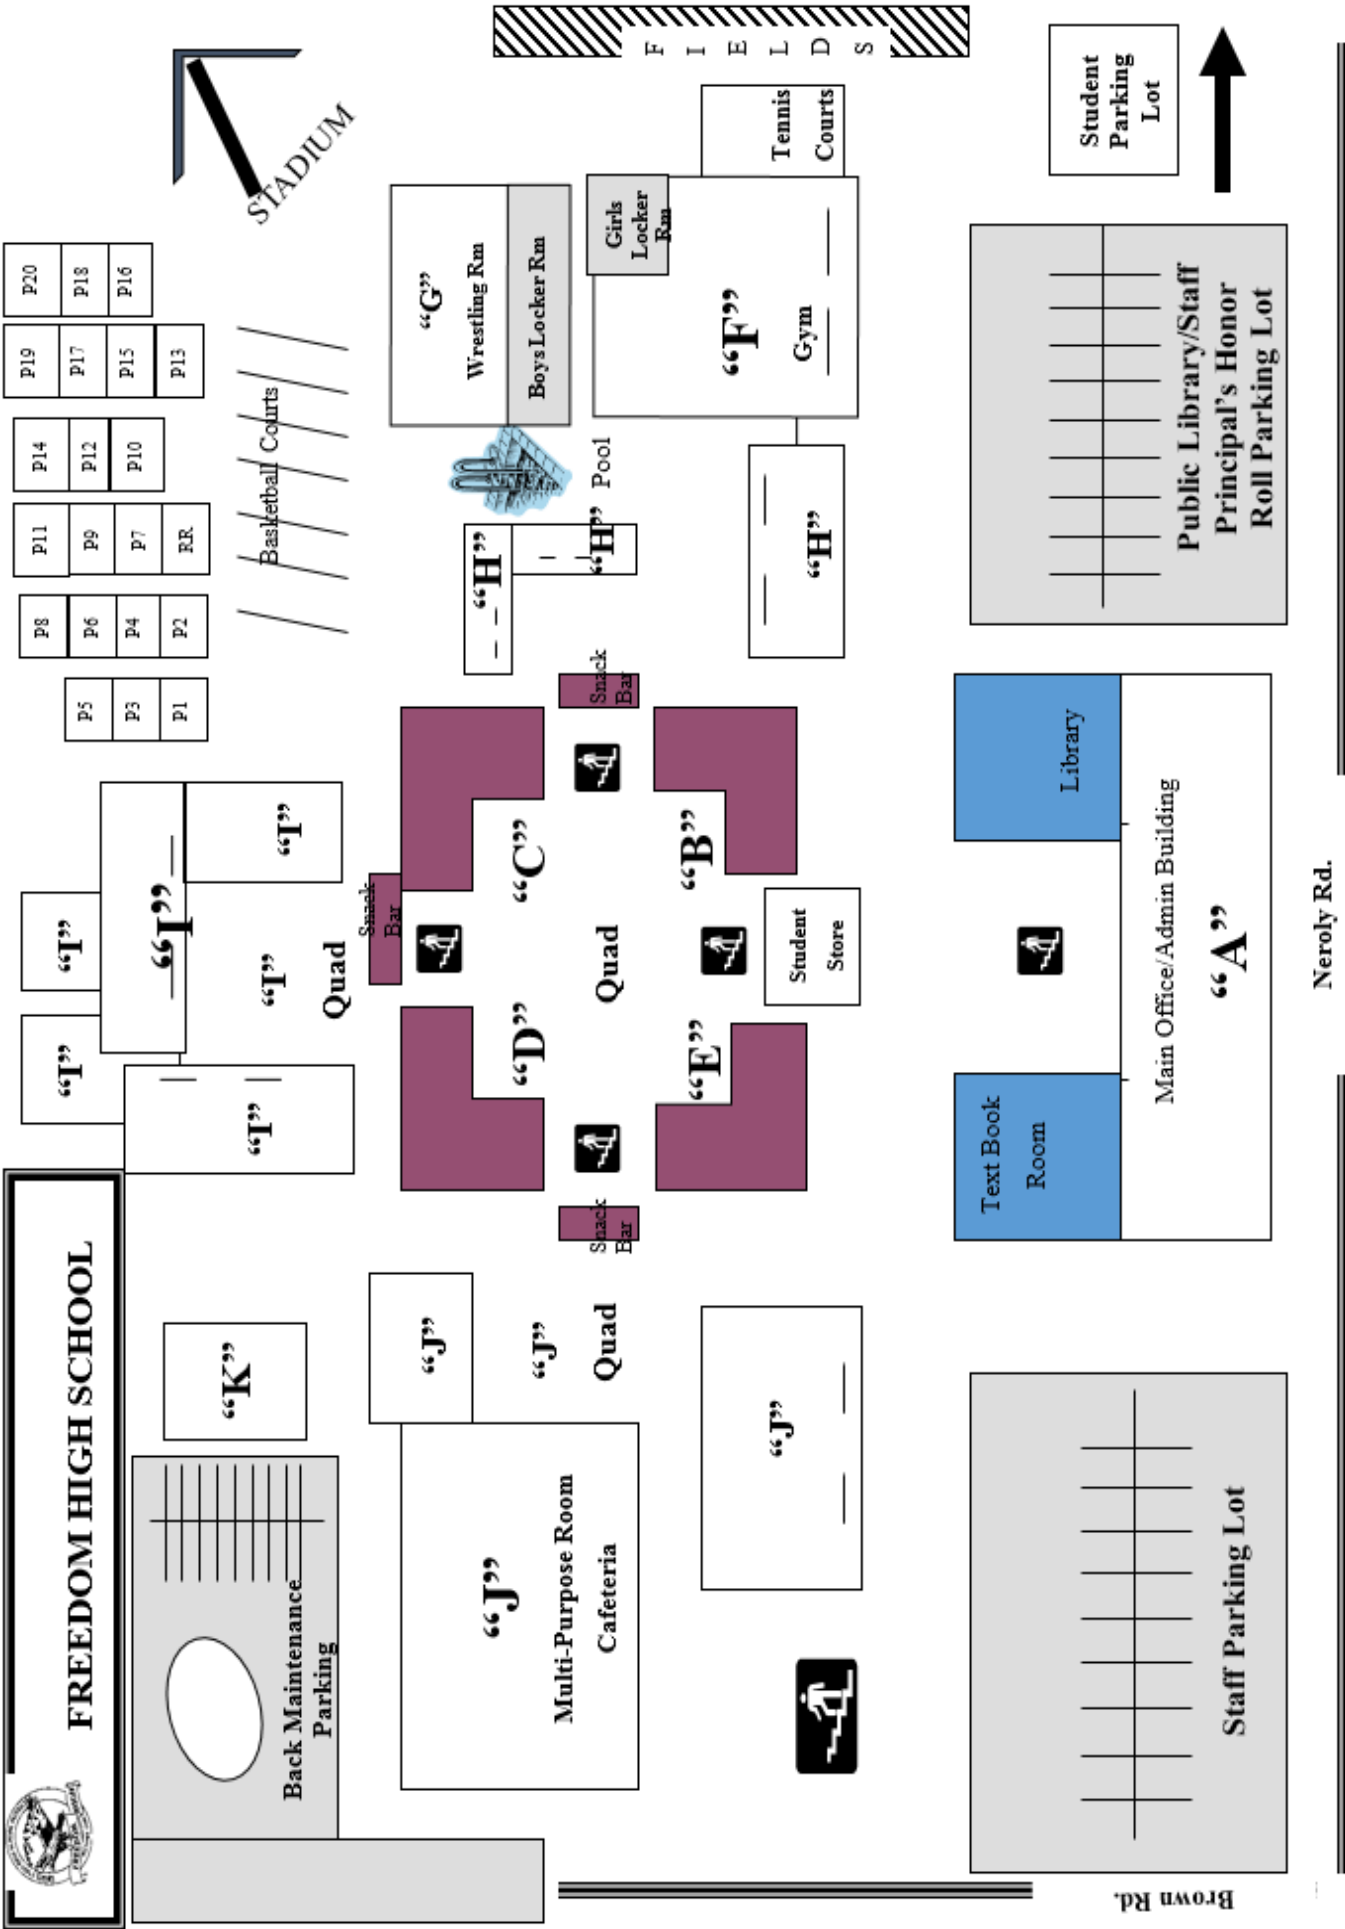 FREEDOM HIGH SCHOOL
Back Maintenance
Parking
"K"
"I"
"I"
"I"
"I"
"I"
"I"
Quad
P5
P3
P1
P8
P6
P4
P2
P11
P9
P7
RR
P14
P12
P10
P19
P17
P15
P13
P20
P18
P16
Basketball Courts
STADIUM
"J"
Multi-Purpose Room
Cafeteria
"J"
"J"
Quad
"J"
Snack
Bar
"D"
"C"
Snack
Bar
Quad
"E"
"B"
Student
Store
Snack
Bar
"H"
"H"
"H"
Pool
"G"
Wrestling Rm
Boys Locker Rm
Girls
Locker
Rm
"F"
Gym
Tennis
Courts
FIELDS
Text Book
Room
Library
Main Office/Admin Building
"A"
Staff Parking Lot
Public Library/Staff
Principal's Honor
Roll Parking Lot
Student
Parking
Lot
Brown Rd.
Neroly Rd.